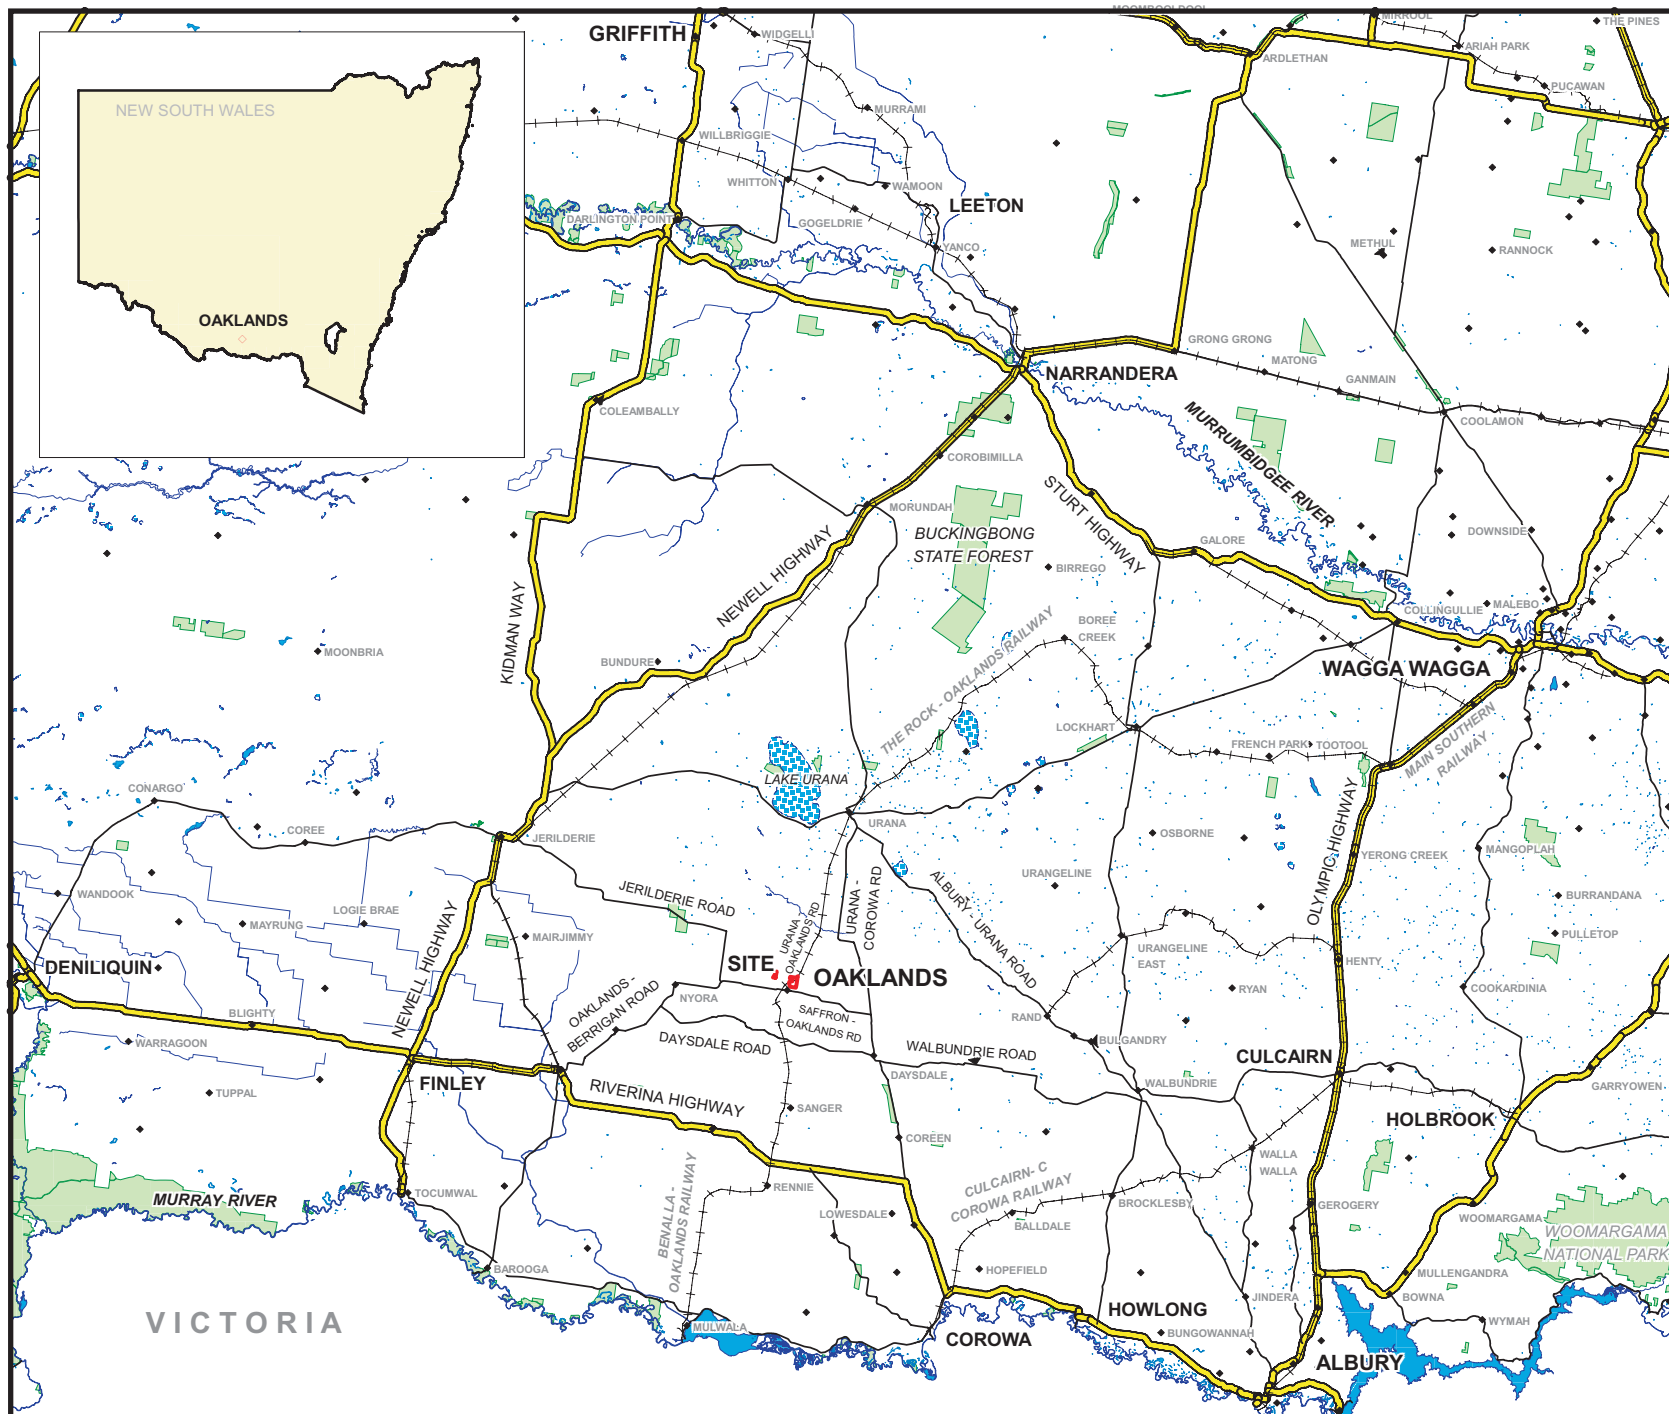 MOOMBOOLDOOL
MIRROOL
THE PINES
GRIFFITH
WIDGELLI
ARIAH PARK
ARDLETHAN
PUCAWAN
NEW SOUTH WALES
MURRAMI
WILLBRIGGIE
WHITTON
WAMOON
LEETON
DARLINGTON POINT
GOGELDRIE
YANCO
METHUL
RANNOCK
OAKLANDS
GRONG GRONG
MATONG
NARRANDERA
GANMAIN
COLEAMBALLY
COOLAMON
MURRUMBIDGEE RIVER
COROBIMILLA
STURT HIGHWAY
MORUNDAH
BUCKINGBONG
STATE FOREST
DOWNSIDE
GALORE
NEWELL HIGHWAY
BIRREGO
KIDMAN WAY
COLLINGULLIE
MALEBO
BOREE
CREEK
THE ROCK - OAKLANDS RAILWAY
MOONBRIA
BUNDURE
WAGGA WAGGA
LOCKHART
FRENCH PARK
TOOTOOL
MAIN SOUTHERN
RAILWAY
LAKE URANA
CONARGO
OLYMPIC HIGHWAY
COREE
JERILDERIE
URANA
OSBORNE
YERONG CREEK
MANGOPLAH
URANGELINE
WANDOOK
JERILDERIE ROAD
URANA -
COROWA RD
ALBURY - URANA ROAD
BURRANDANA
LOGIE BRAE
MAYRUNG
MAIRJIMMY
URANA
OAKLANDS RD
PULLETOP
URANGELINE
EAST
HENTY
DENILIQUIN
NEWELL HIGHWAY
SITE
OAKLANDS
NYORA
OAKLANDS -
BERRIGAN ROAD
RYAN
COOKARDINIA
BLIGHTY
SAFFRON -
OAKLANDS RD
RAND
WARRAGOON
DAYSDALE ROAD
WALBUNDRIE ROAD
BULGANDRY
CULCAIRN
FINLEY
DAYSDALE
WALBUNDRIE
GARRYOWEN
TUPPAL
RIVERINA HIGHWAY
SANGER
HOLBROOK
COREEN
WALLA
WALLA
BENALLA -
OAKLANDS RAILWAY
CULCAIRN- C
COROWA RAILWAY
MURRAY RIVER
TOCUMWAL
RENNIE
LOWESDALE
BALLDALE
BROCKLESBY
GEROGERY
WOOMARGAMA
WOOMARGAMA
NATIONAL PARK
BAROOGA
HOPEFIELD
MULLENGANDRA
JINDERA
BOWNA
VICTORIA
MULWALA
COROWA
HOWLONG
BUNGOWANNAH
WYMAH
ALBURY